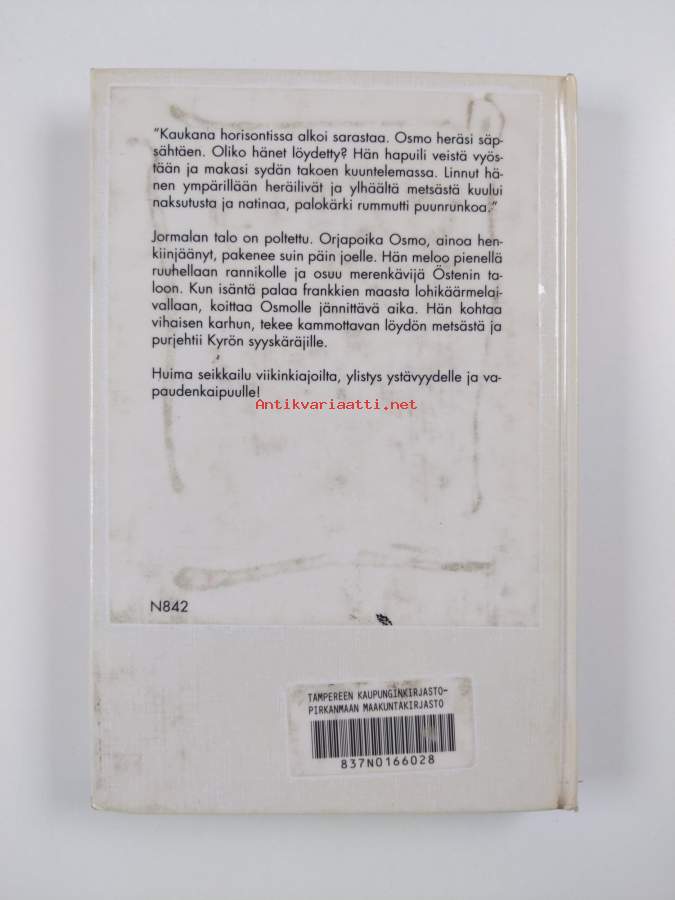 "Kaukana horisontissa alkoi sarastaa. Osmo heräsi säp-
sähtäen. Oliko hänet löydetty? Hän hapuili veistä vyös-
tään ja makasi sydän takoen kuuntelemassa. Linnut hä-
nen ympärillään heräilivät ja ylhäältä metsästä kuului
naksutusta ja natinaa, palokärki rummutti puunrunkoa."
Jormalan talo on poltettu. Orjapoika Osmo, ainoa hen-
kiinjäänyt, pakenee suin päin joelle. Hän meloo pienellä
ruuhellaan rannikolle ja osuu merenkävijä Östenin ta-
loon. Kun isäntä palaa frankkien maasta lohikäärmelai-
vallaan, koittaa Osmolle jännittävä aika. Hän kohtaa
vihaisen karhun, tekee kammottavan löydön metsästä ja
purjehtii Kyrön syyskäräjille.
Huima seikkailu viikinkiajoilta, ylistys ystävyydelle ja va-
paudenkaipuulle!
Antikvariaatti.net
N842
TAMPEREEN KAUPUNGINKIRJASTO-
PIRKANMAAN MAAKUNTAKIRJASTO
837N0166028